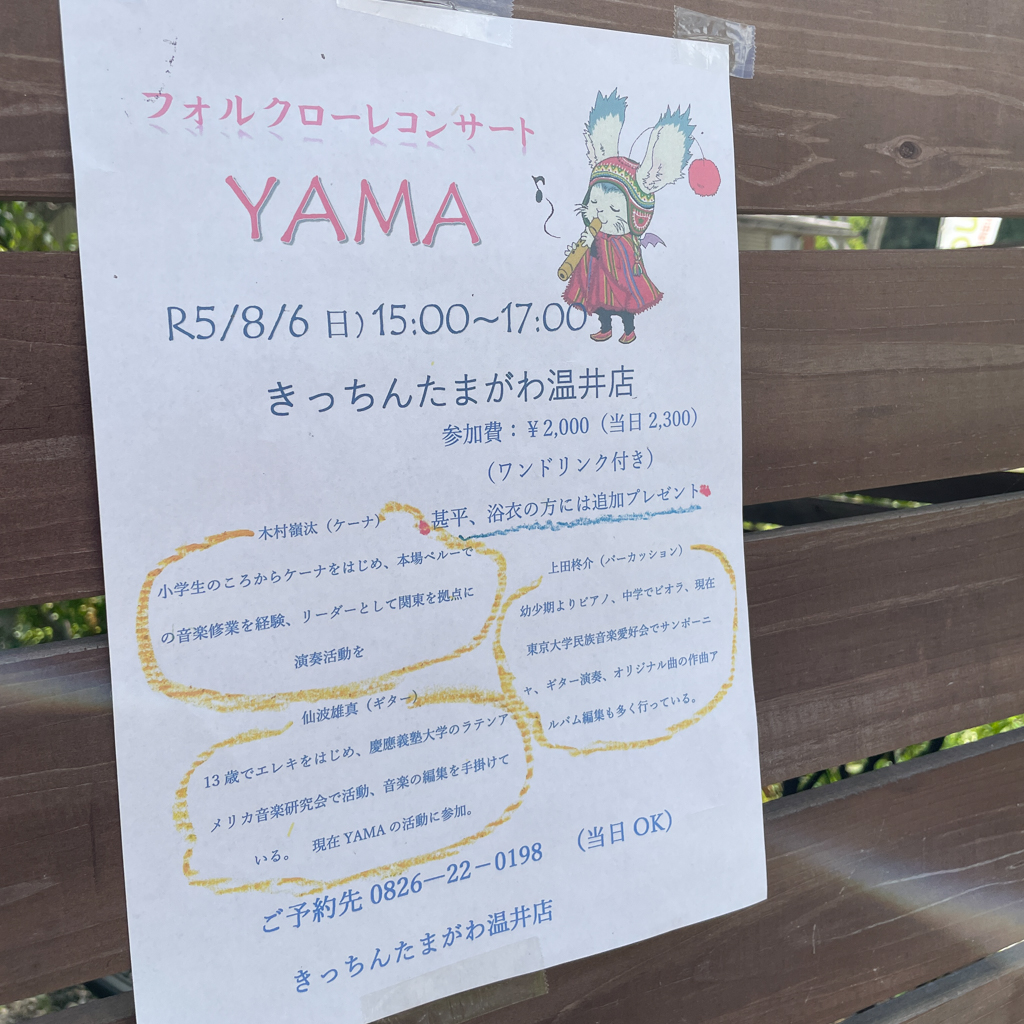 フォルクローレコンサート
YAMA
R5/8/6 日）15:00～17:00
きっちんたまがわ温井店
参加費：￥2,000（当日2,300）
（ワンドリンク付き）
甚平、浴衣の方には追加プレゼント
木村嶺汰（ケーナ）
小学生のころからケーナをはじめ、本場ペルーで
の音楽修業を経験、リーダーとして関東を拠点に
演奏活動を
上田柊介（パーカッション）
幼少期よりピアノ、中学でビオラ、現在
東京大学民族音楽愛好会でサンポーニ
ャ、ギター演奏、オリジナル曲の作曲ア
ルバム編集も多く行っている。
仙波雄真（ギター）
13歳でエレキをはじめ、慶應義塾大学のラテンア
メリカ音楽研究会で活動、音楽の編集を手掛けて
いる。　現在YAMAの活動に参加。
ご予約先 0826―22－0198　（当日OK）
きっちんたまがわ温井店